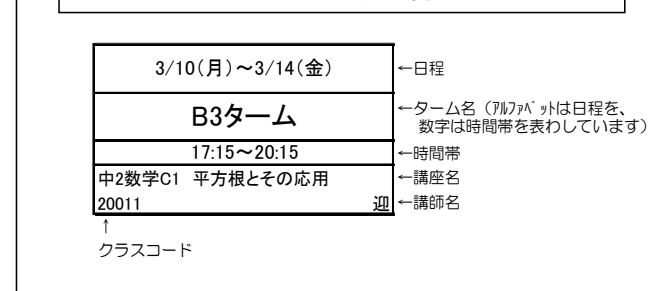 3/10(月)～3/14(金)
←日程
B3ターム
←ターム名（ｱﾙﾌｧﾍﾞｯﾄは日程を、
数字は時間帯を表わしています）
17:15～20:15
←時間帯
中2数学C1 平方根とその応用
←講座名
20011 迎
←講師名
↑
クラスコード